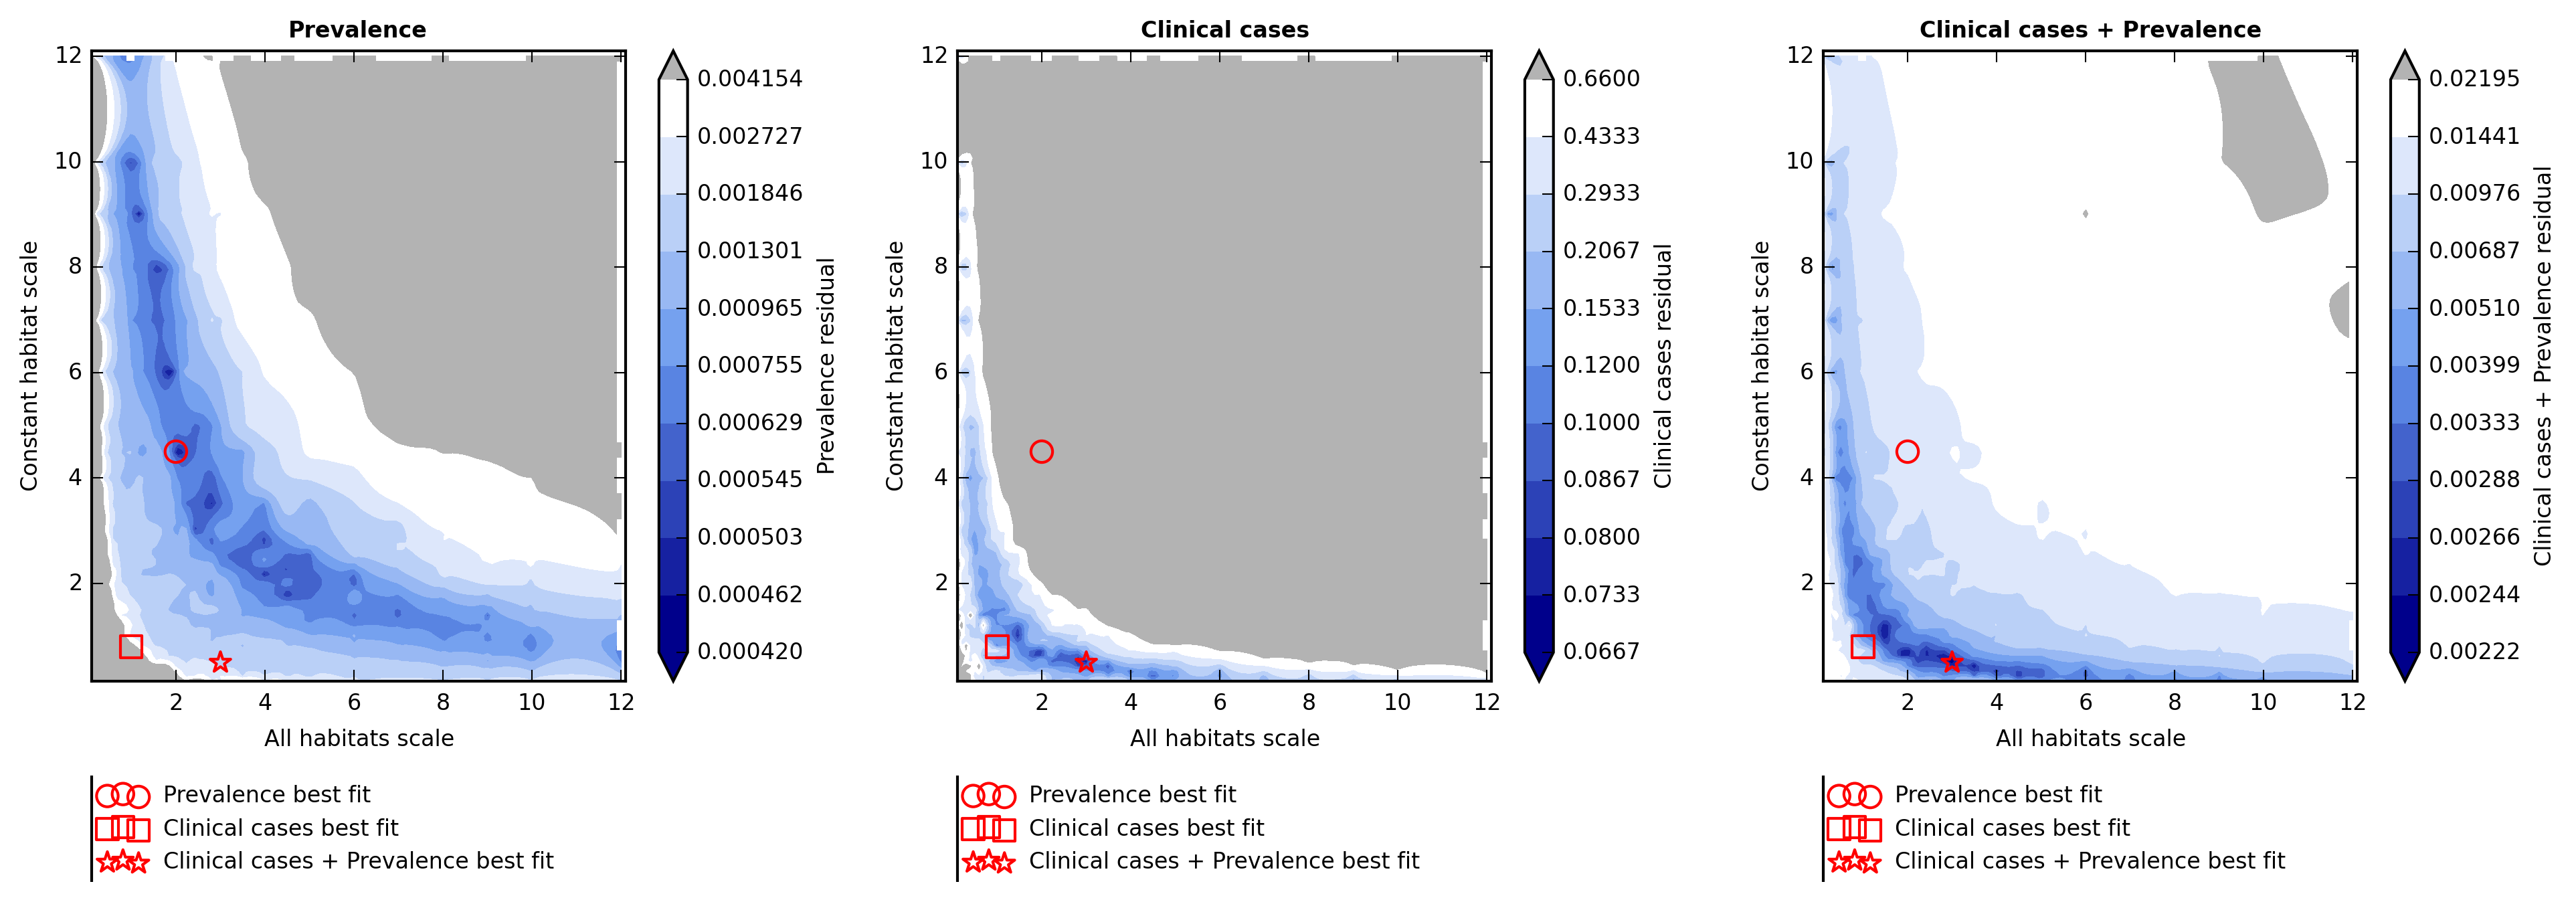 Prevalence
Clinical cases
Clinical cases + Prevalence
12
10
8
6
4
2
2 4 6 8 10 12
Constant habitat scale
All habitats scale
0.004154
0.002727
0.001846
0.001301
0.000965
0.000755
0.000629
0.000545
0.000503
0.000462
0.000420
Prevalence residual
Prevalence best fit
Clinical cases best fit
Clinical cases + Prevalence best fit
12
10
8
6
4
2
2 4 6 8 10 12
Constant habitat scale
All habitats scale
0.6600
0.4333
0.2933
0.2067
0.1533
0.1200
0.1000
0.0867
0.0800
0.0733
0.0667
Clinical cases residual
Prevalence best fit
Clinical cases best fit
Clinical cases + Prevalence best fit
12
10
8
6
4
2
2 4 6 8 10 12
Constant habitat scale
All habitats scale
0.02195
0.01441
0.00976
0.00687
0.00510
0.00399
0.00333
0.00288
0.00266
0.00244
0.00222
Clinical cases + Prevalence residual
Prevalence best fit
Clinical cases best fit
Clinical cases + Prevalence best fit